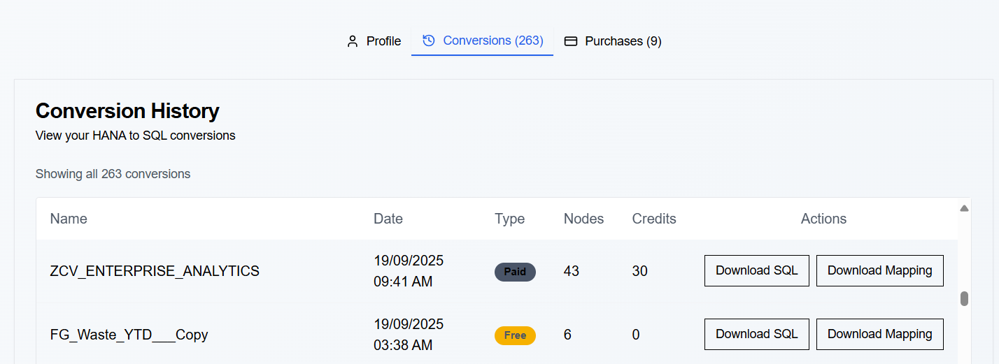 Profile Conversions (263) Purchases (9)
Conversion History
View your HANA to SQL conversions
Showing all 263 conversions
Name Date Type Nodes Credits Actions
ZCV_ENTERPRISE_ANALYTICS 19/09/2025 09:41 AM Paid 43 30 Download SQL Download Mapping
FG_Waste_YTD___Copy 19/09/2025 03:38 AM Free 6 0 Download SQL Download Mapping